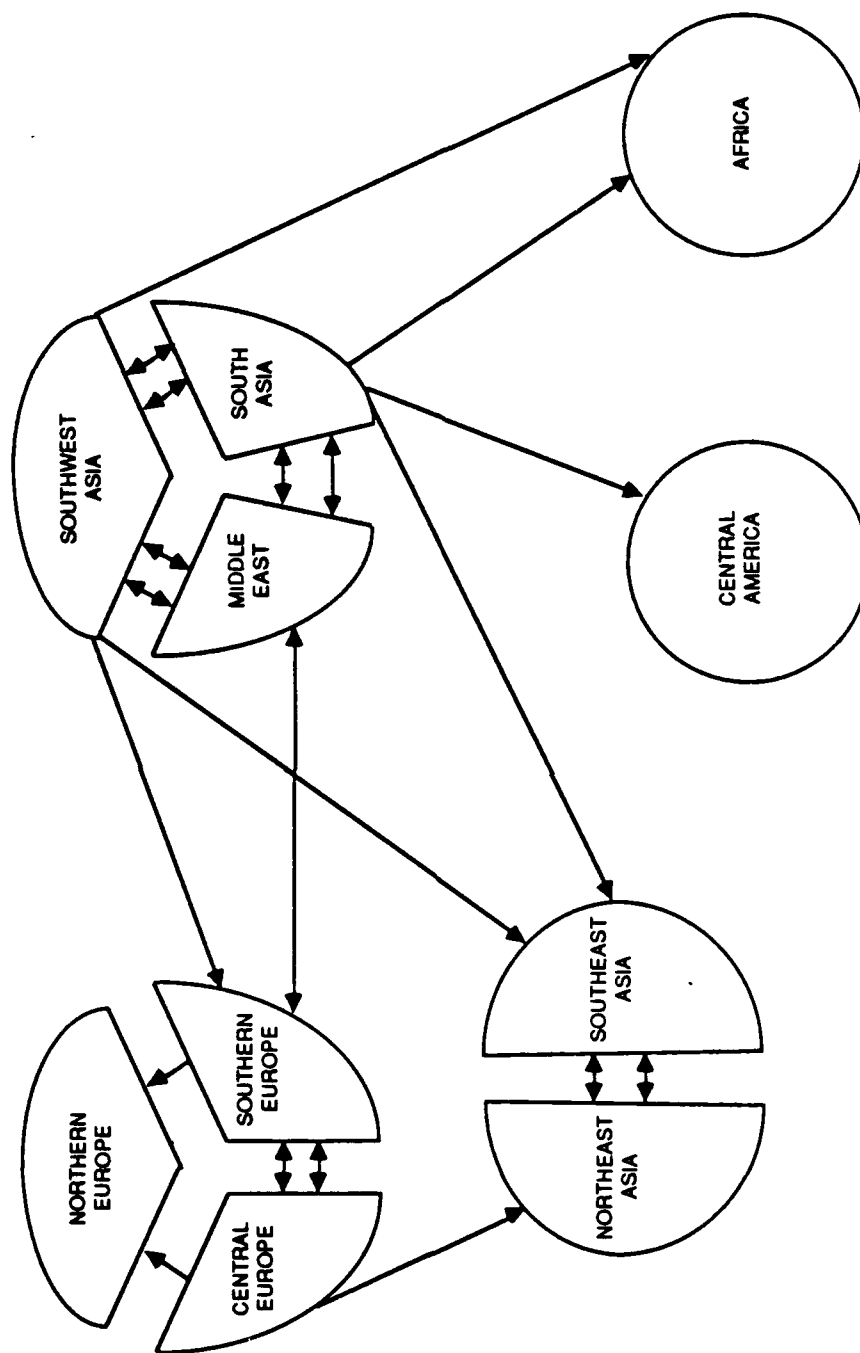 NORTHERN
EUROPE
SOUTHWEST
ASIA
CENTRAL
EUROPE
SOUTHERN
EUROPE
MIDDLE
EAST
SOUTH
ASIA
NORTHEAST
ASIA
SOUTHEAST
ASIA
CENTRAL
AMERICA
AFRICA